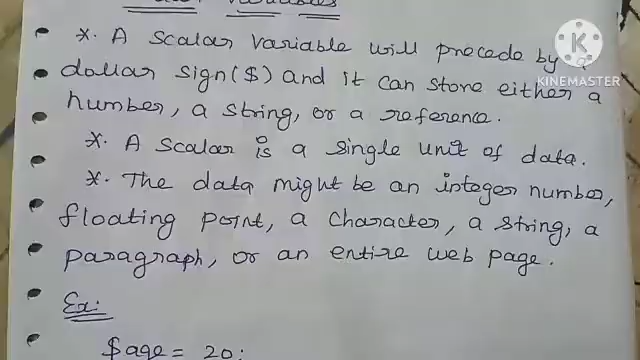 Variables
*. A Scalar Variable will precede by
dollar sign($) and it can store either a
number, a string, or a reference.
*. A Scalar is a single unit of data.
*. The data might be an integer number,
floating point, a character, a string, a
paragraph, or an entire web page.
Ex:
$age = 20;
KINEMASTER